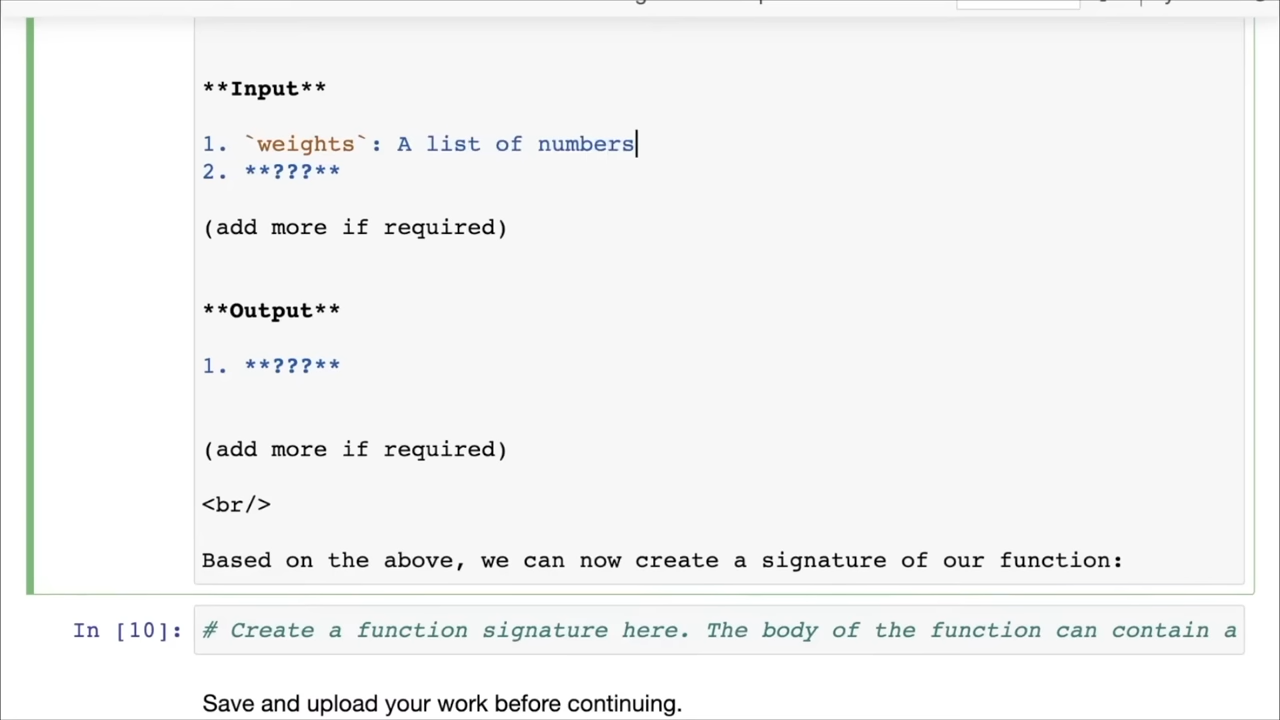 **Input**
1. `weights`: A list of numbers
2. **???**
(add more if required)
**Output**
1. **???**
(add more if required)
<br/>
Based on the above, we can now create a signature of our function:
In [10]: # Create a function signature here. The body of the function can contain a
Save and upload your work before continuing.